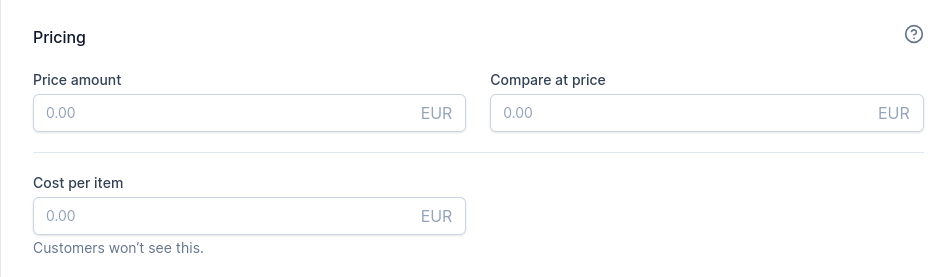 Pricing
Price amount
Compare at price
0.00 EUR
0.00 EUR
Cost per item
0.00 EUR
Customers won't see this.